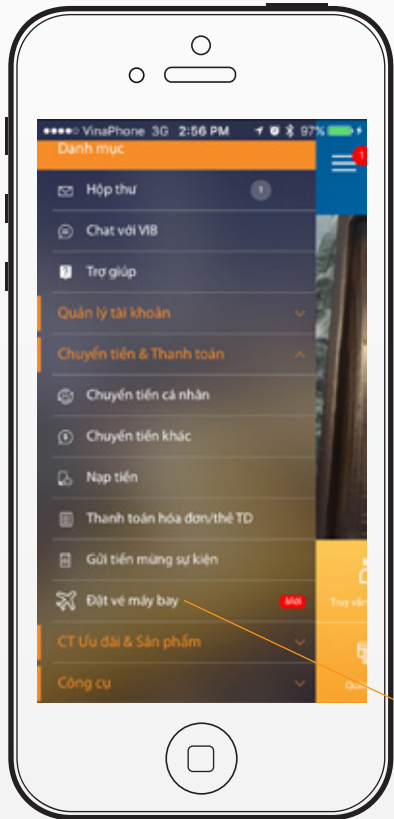 VinaPhone 3G 2:56 PM 97%
Danh mục
1
Hộp thư 1
Chat với VIB
Trợ giúp
Quản lý tài khoản
Chuyển tiền & Thanh toán
Chuyển tiền cá nhân
Chuyển tiền khác
Nạp tiền
Thanh toán hóa đơn/thẻ TD
Gửi tiền mừng sự kiện
Đặt vé máy bay Mới
Truy vấn
CT Ưu đãi & Sản phẩm
Công cụ